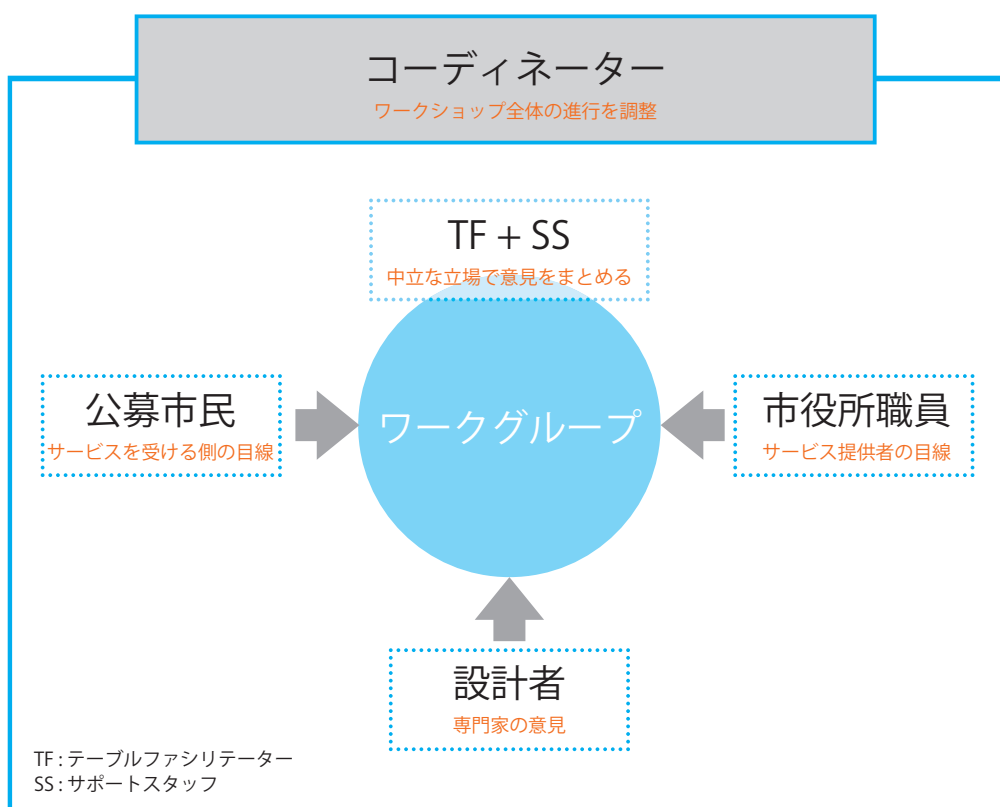 コーディネーター
ワークショップ全体の進行を調整
TF + SS
中立な立場で意見をまとめる
公募市民
サービスを受ける側の目線
ワークグループ
市役所職員
サービス提供者の目線
設計者
専門家の意見
TF : テーブルファシリテーター
SS : サポートスタッフ